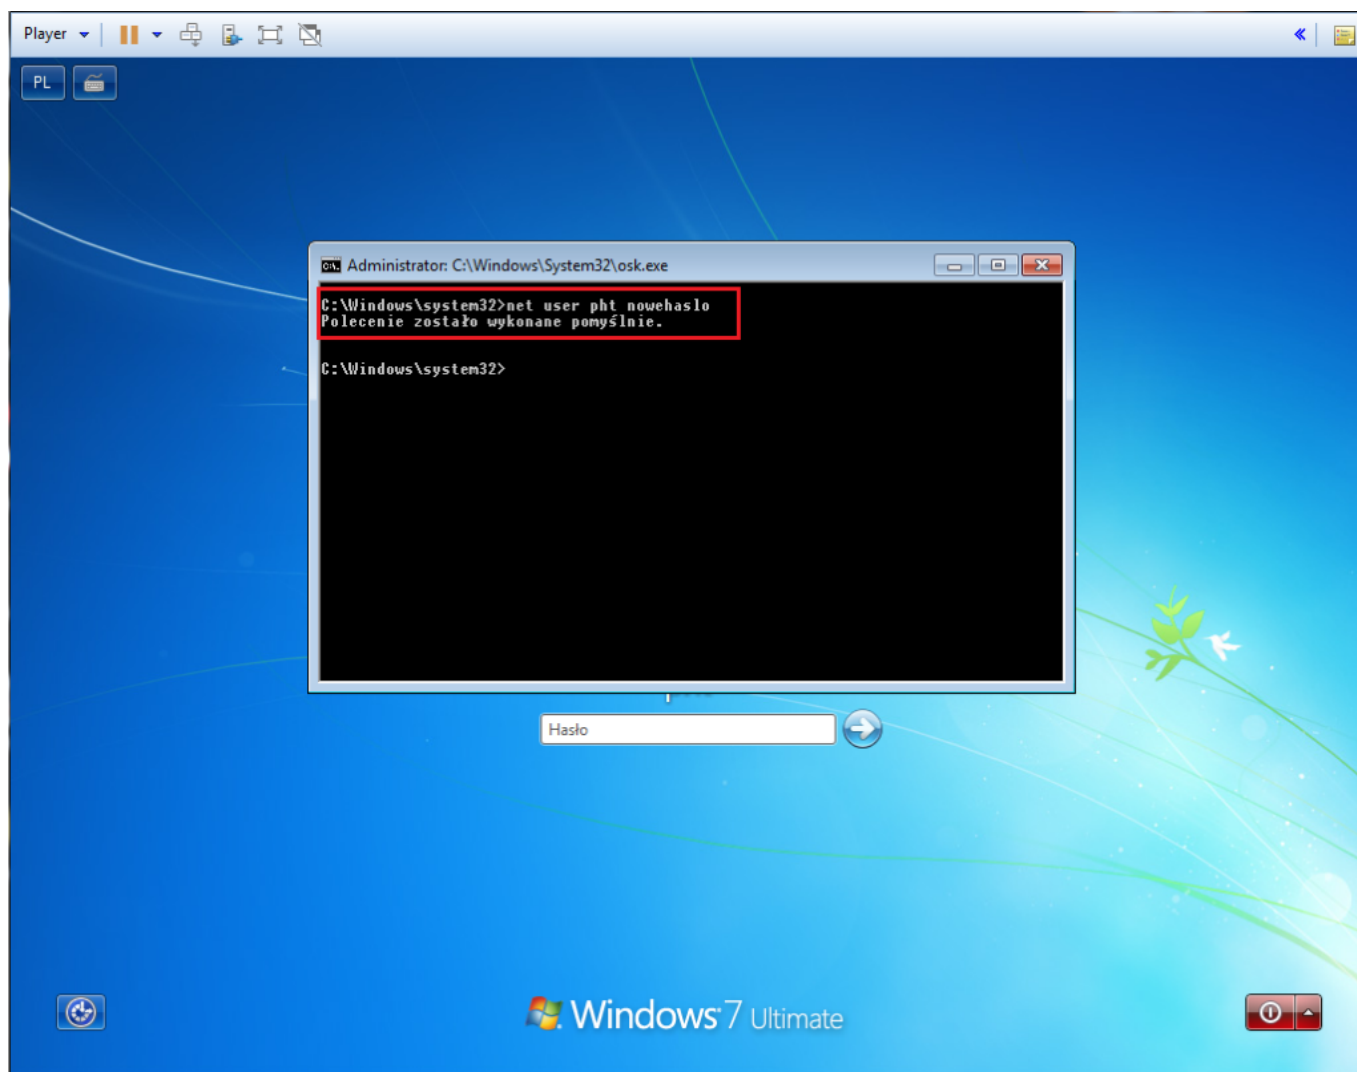 Player
PL
Administrator: C:\Windows\System32\osk.exe
C:\Windows\system32>net user pht nowehaslo
Polecenie zostało wykonane pomyślnie.
C:\Windows\system32>
Hasło
Windows 7 Ultimate